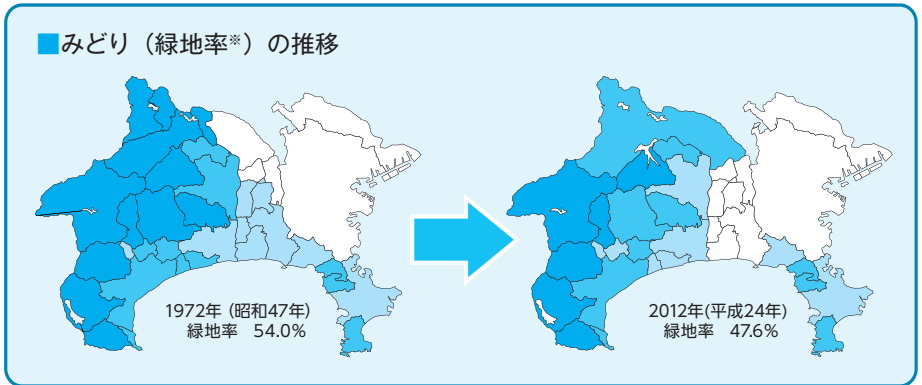 ■みどり（緑地率※）の推移
1972年（昭和47年）
緑地率　54.0%
2012年(平成24年)
緑地率　47.6%